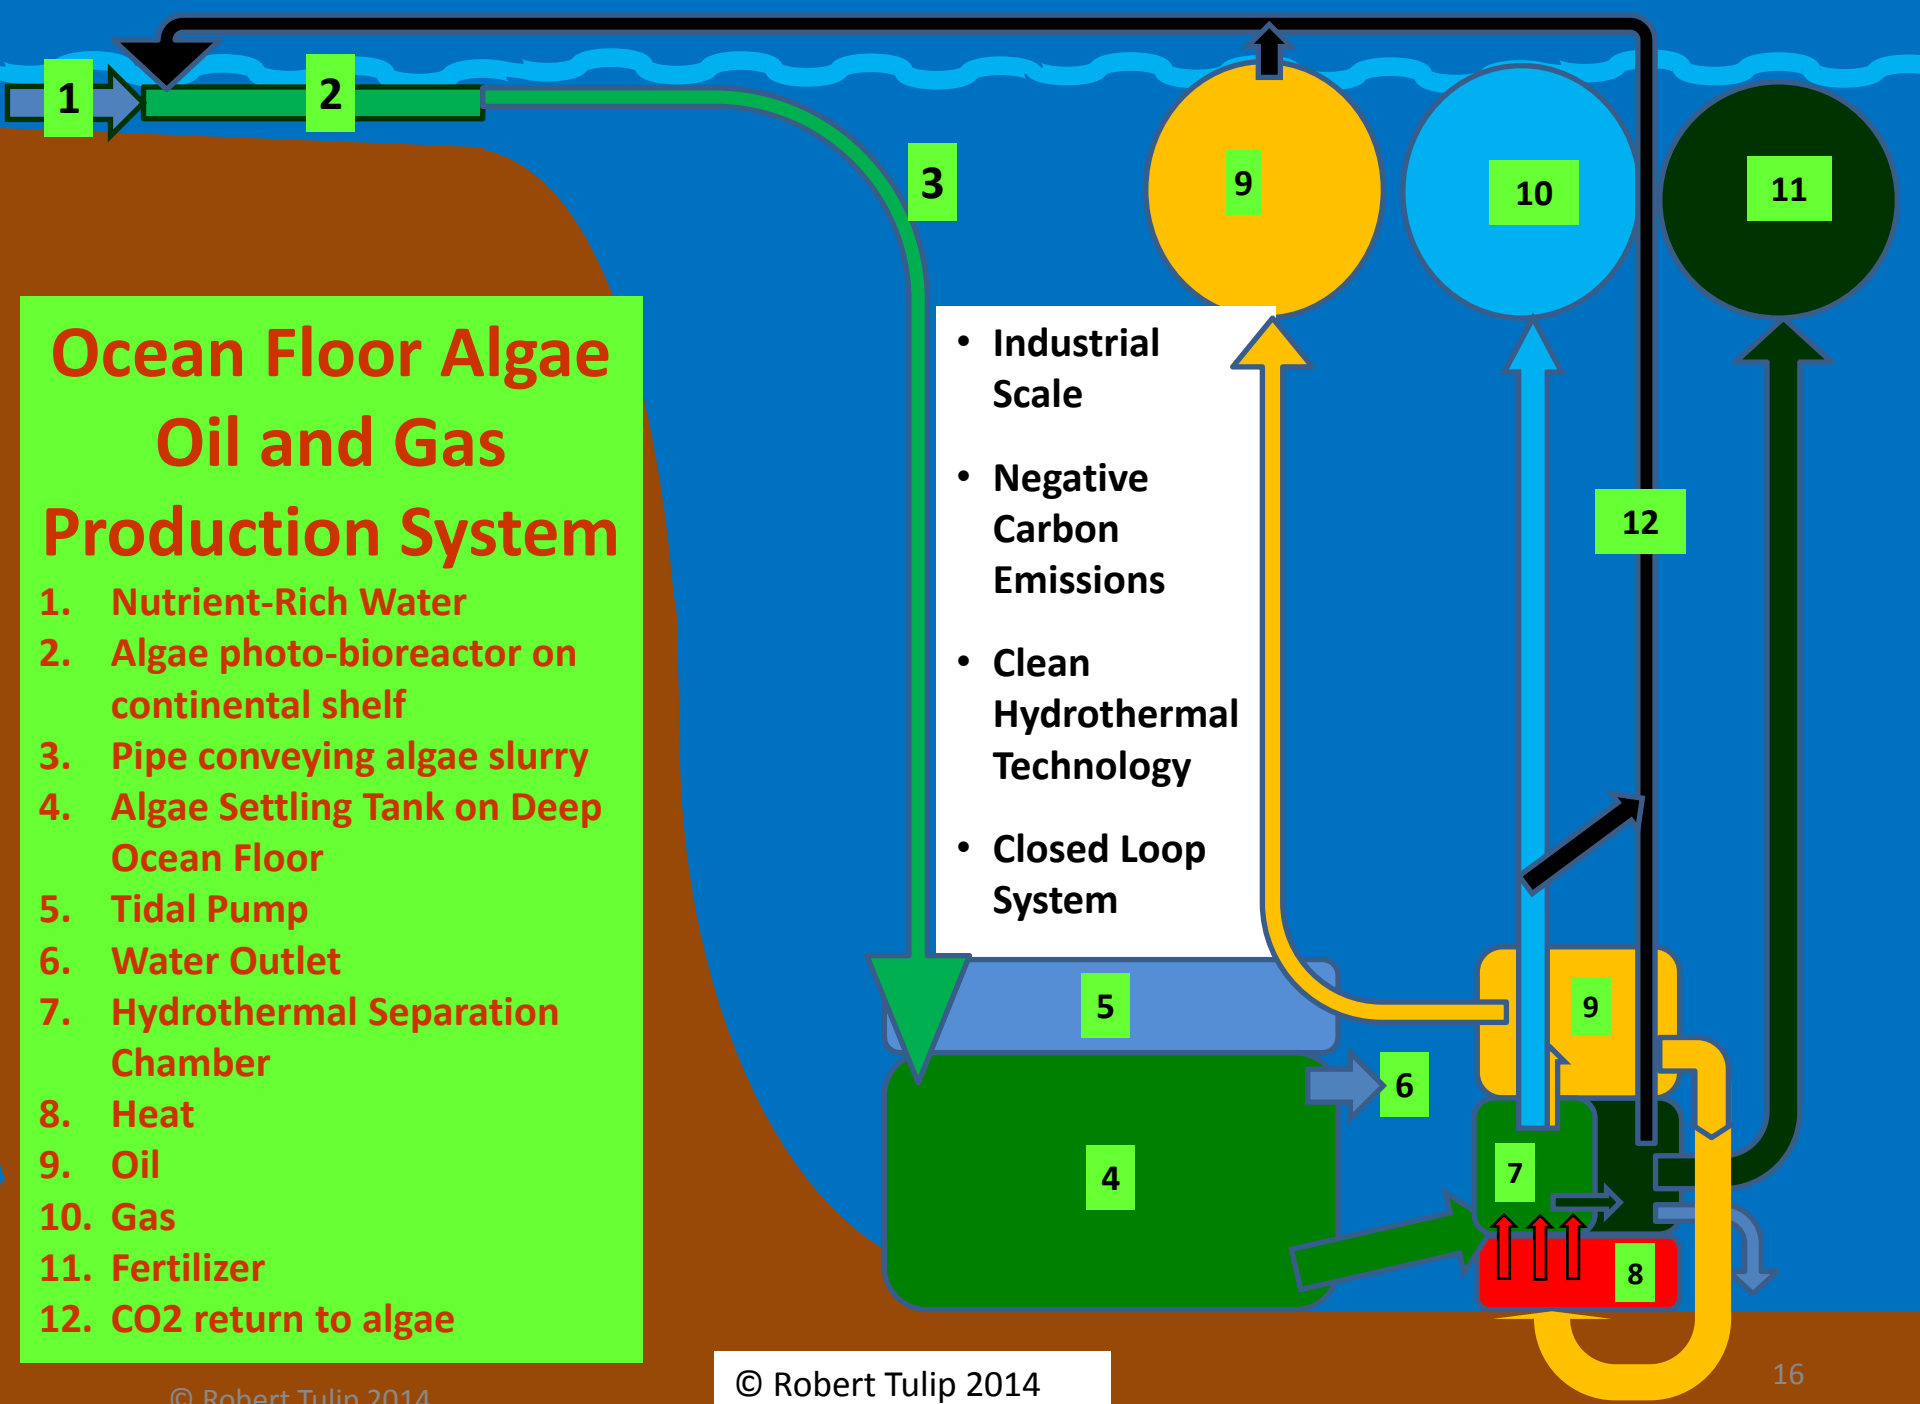 1
2
3
9
10
11
Ocean Floor Algae
Oil and Gas
Production System
1. Nutrient-Rich Water
2. Algae photo-bioreactor on
continental shelf
3. Pipe conveying algae slurry
4. Algae Settling Tank on Deep
Ocean Floor
5. Tidal Pump
6. Water Outlet
7. Hydrothermal Separation
Chamber
8. Heat
9. Oil
10. Gas
11. Fertilizer
12. CO2 return to algae
• Industrial
Scale
• Negative
Carbon
Emissions
• Clean
Hydrothermal
Technology
• Closed Loop
System
12
5
9
6
4
7
8
© Robert Tulip 2014
© Robert Tulip 2014
16